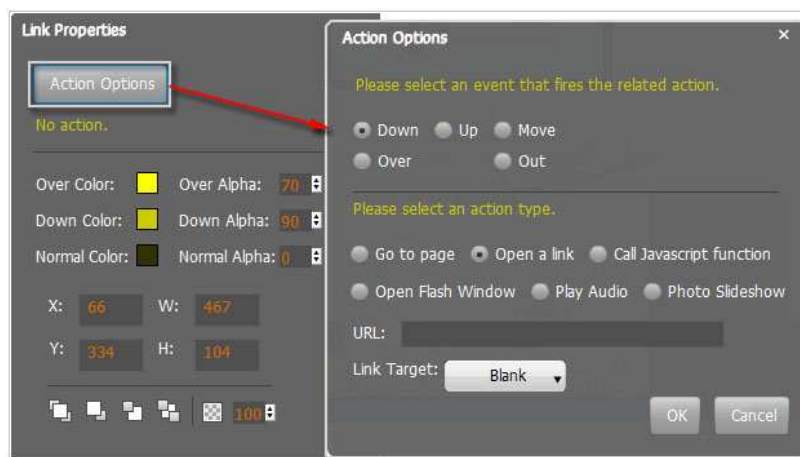 Link Properties
Action Options
No action.
Over Color: Over Alpha: 70
Down Color: Down Alpha: 90
Normal Color: Normal Alpha: 0
X: 66 W: 467
Y: 334 H: 104
100
Action Options
Please select an event that fires the related action.
Down Up Move
Over Out
Please select an action type.
Go to page Open a link Call Javascript function
Open Flash Window Play Audio Photo Slideshow
URL:
Link Target: Blank
OK Cancel